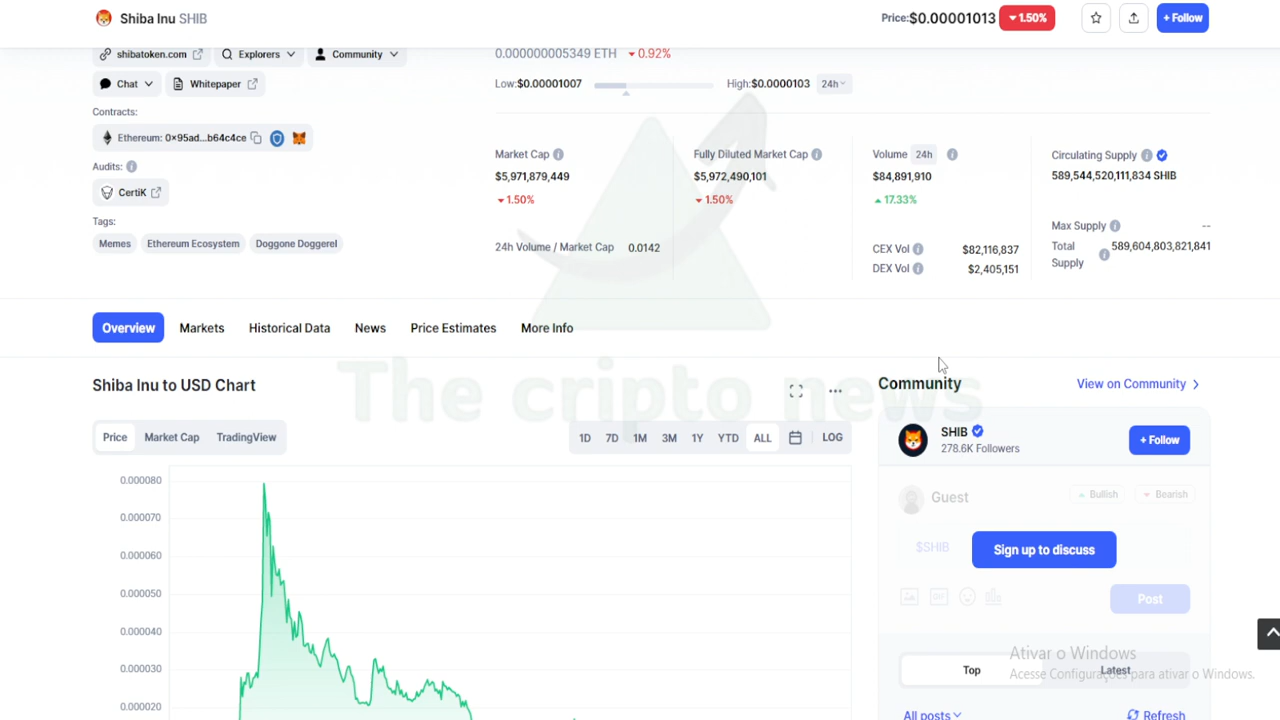 Shiba Inu SHIB
Price:$0.00001013 1.50%
+ Follow
shibatoken.com Explorers Community
0.000000005349 ETH 0.92%
Chat Whitepaper
Low:$0.00001007 High:$0.0000103 24h
Contracts:
Ethereum: 0×95ad...b64c4ce
Audits:
CertiK
Tags:
Memes Ethereum Ecosystem Doggone Doggerel
Market Cap
$5,971,879,449
1.50%
Fully Diluted Market Cap
$5,972,490,101
1.50%
24h Volume / Market Cap 0.0142
Volume 24h
$84,891,910
17.33%
CEX Vol $82,116,837
DEX Vol $2,405,151
Circulating Supply
589,544,520,111,834 SHIB
Max Supply --
Total Supply 589,604,803,821,841
Overview Markets Historical Data News Price Estimates More Info
The cripto news
Shiba Inu to USD Chart
Price Market Cap TradingView
1D 7D 1M 3M 1Y YTD ALL LOG
0.000080
0.000070
0.000060
0.000050
0.000040
0.000030
0.000020
Community View on Community
SHIB
278.6K Followers
+ Follow
Guest Bullish Bearish
$SHIB
Sign up to discuss
GIF
Post
Top Latest
All posts Refresh
Ativar o Windows
Acesse Configurações para ativar o Windows.